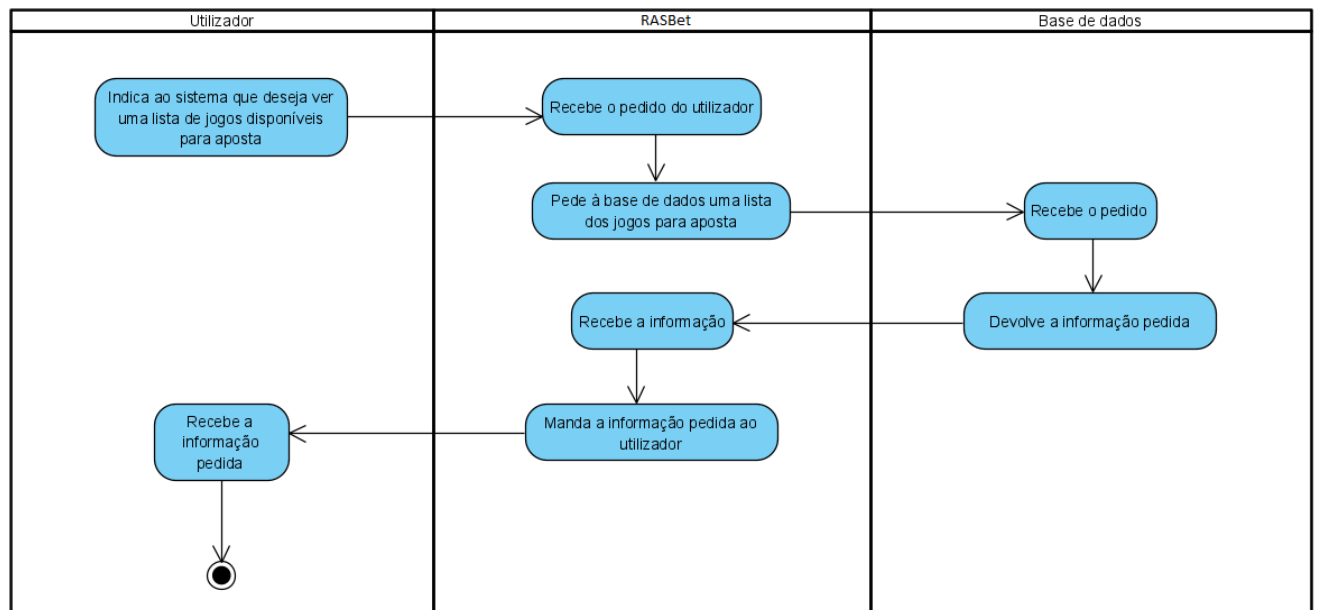 Utilizador
RASBet
Base de dados
Indica ao sistema que deseja ver
uma lista de jogos disponíveis
para aposta
Recebe o pedido do utilizador
Pede à base de dados uma lista
dos jogos para aposta
Recebe o pedido
Devolve a informação pedida
Recebe a informação
Manda a informação pedida ao
utilizador
Recebe a
informação
pedida